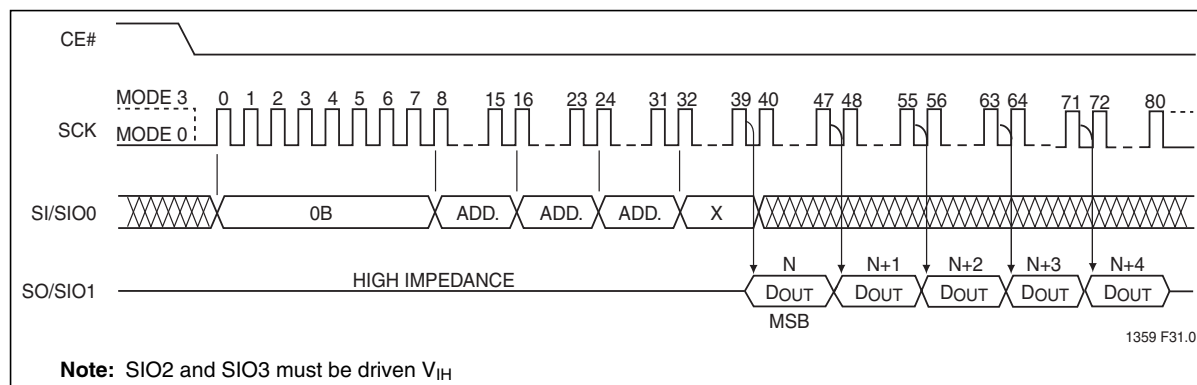 CE#
MODE 3 0 1 2 3 4 5 6 7 8 15 16 23 24 31 32 39 40 47 48 55 56 63 64 71 72 80
SCK MODE 0
SI/SIO0 0B ADD. ADD. ADD. X
N N+1 N+2 N+3 N+4
SO/SIO1 HIGH IMPEDANCE DOUT DOUT DOUT DOUT DOUT
MSB
1359 F31.0
Note: SIO2 and SIO3 must be driven VIH